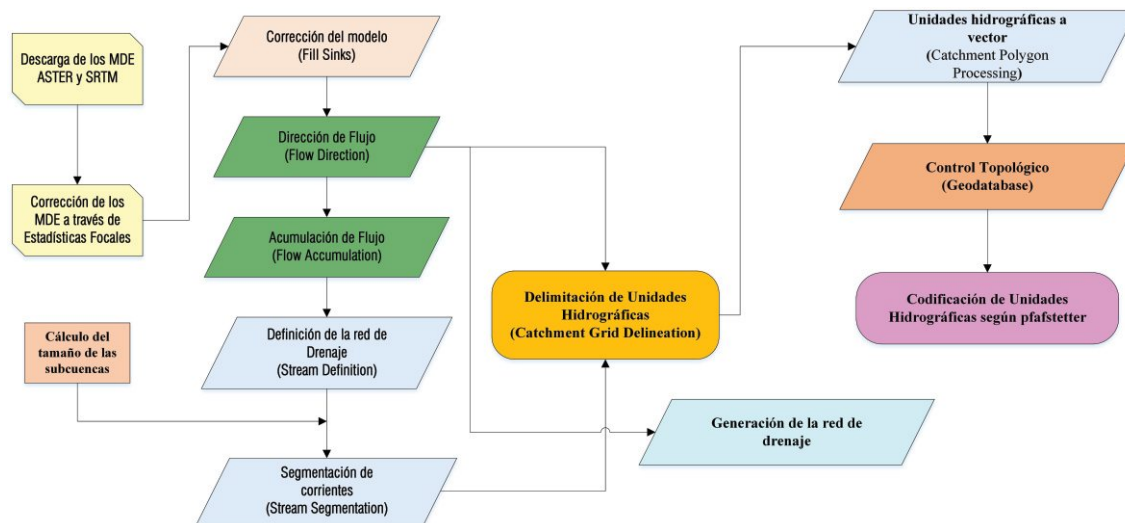 Descarga de los MDE
ASTER y SRTM
Corrección de los
MDE a través de
Estadísticas Focales
Corrección del modelo
(Fill Sinks)
Dirección de Flujo
(Flow Direction)
Acumulación de Flujo
(Flow Accumulation)
Definición de la red de
Drenaje
(Stream Definition)
Cálculo del
tamaño de las
subcuencas
Segmentación de
corrientes
(Stream Segmentation)
Delimitación de Unidades
Hidrográficas
(Catchment Grid Delineation)
Generación de la red de
drenaje
Unidades hidrográficas a
vector
(Catchment Polygon
Processing)
Control Topológico
(Geodatabase)
Codificación de Unidades
Hidrográficas según pfafstetter